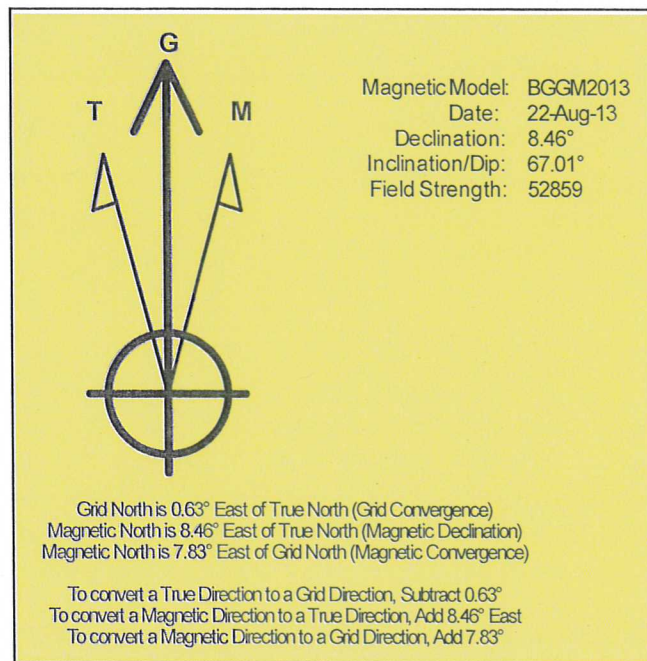 G
T
M
Magnetic Model: BGGM2013
Date: 22-Aug-13
Declination: 8.46°
Inclination/Dip: 67.01°
Field Strength: 52859
Grid North is 0.63° East of True North (Grid Convergence)
Magnetic North is 8.46° East of True North (Magnetic Declination)
Magnetic North is 7.83° East of Grid North (Magnetic Convergence)
To convert a True Direction to a Grid Direction, Subtract 0.63°
To convert a Magnetic Direction to a True Direction, Add 8.46° East
To convert a Magnetic Direction to a Grid Direction, Add 7.83°